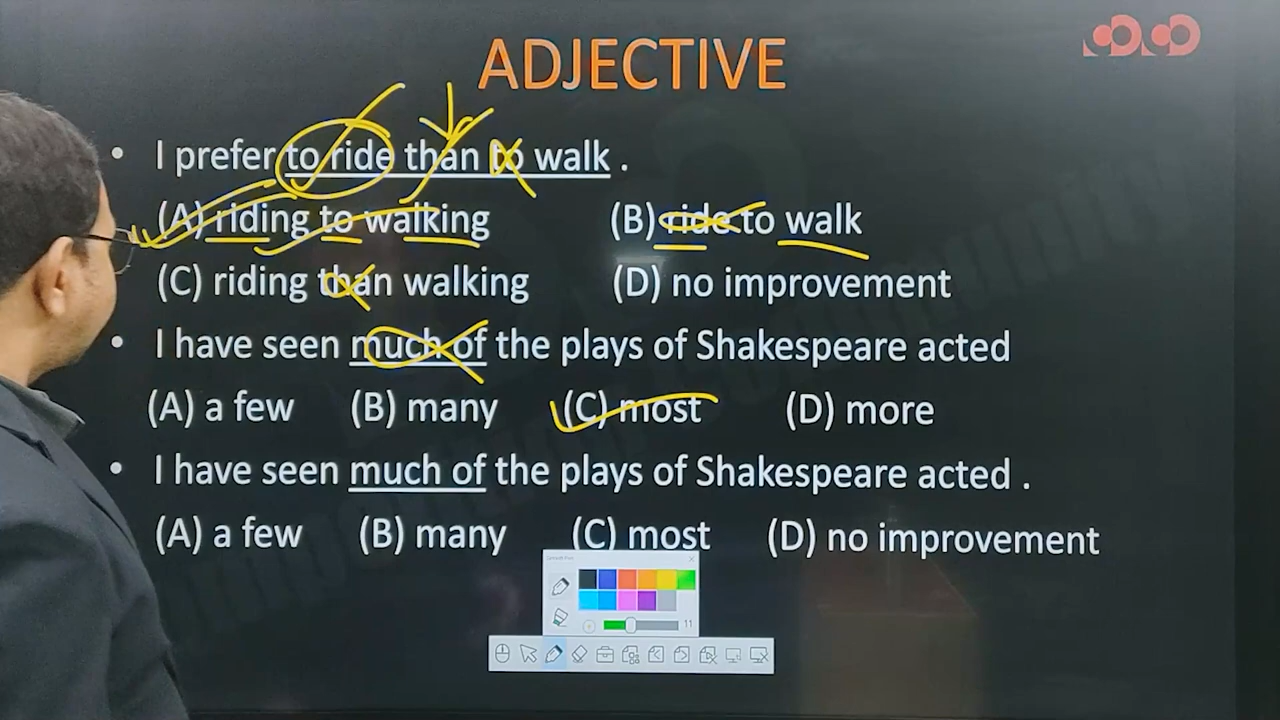 ADJECTIVE
• I prefer to ride than to walk .
(A) riding to walking (B) ride to walk
(C) riding than walking (D) no improvement
• I have seen much of the plays of Shakespeare acted
(A) a few (B) many (C) most (D) more
• I have seen much of the plays of Shakespeare acted .
(A) a few (B) many (C) most (D) no improvement
11